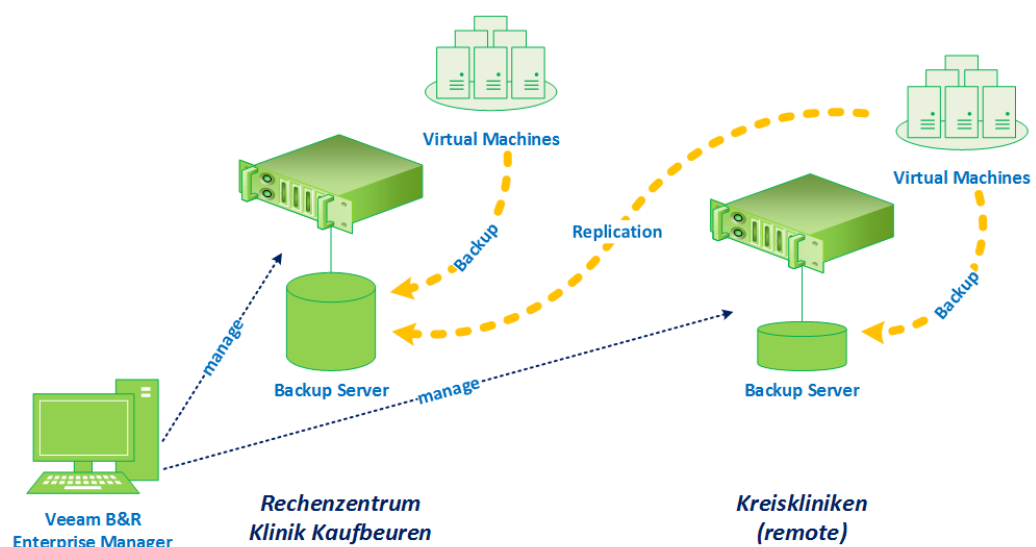 Virtual Machines
Virtual Machines
Backup
Replication
Backup
manage
manage
Backup Server
Backup Server
Veeam B&R
Enterprise Manager
Rechenzentrum
Klinik Kaufbeuren
Kreiskliniken
(remote)